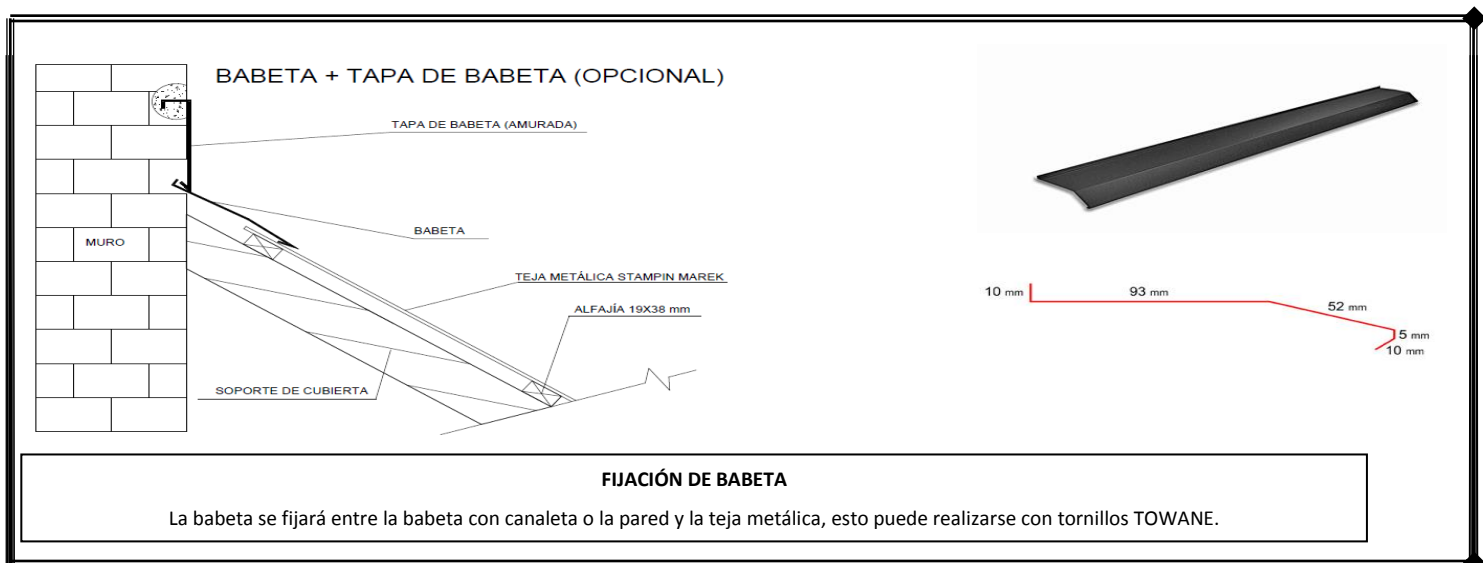 BABETA + TAPA DE BABETA (OPCIONAL)
TAPA DE BABETA (AMURADA)
BABETA
MURO
TEJA METÁLICA STAMPIN MAREK
ALFAJÍA 19X38 mm
SOPORTE DE CUBIERTA
10 mm
93 mm
52 mm
5 mm
10 mm
FIJACIÓN DE BABETA
La babeta se fijará entre la babeta con canaleta o la pared y la teja metálica, esto puede realizarse con tornillos TOWANE.